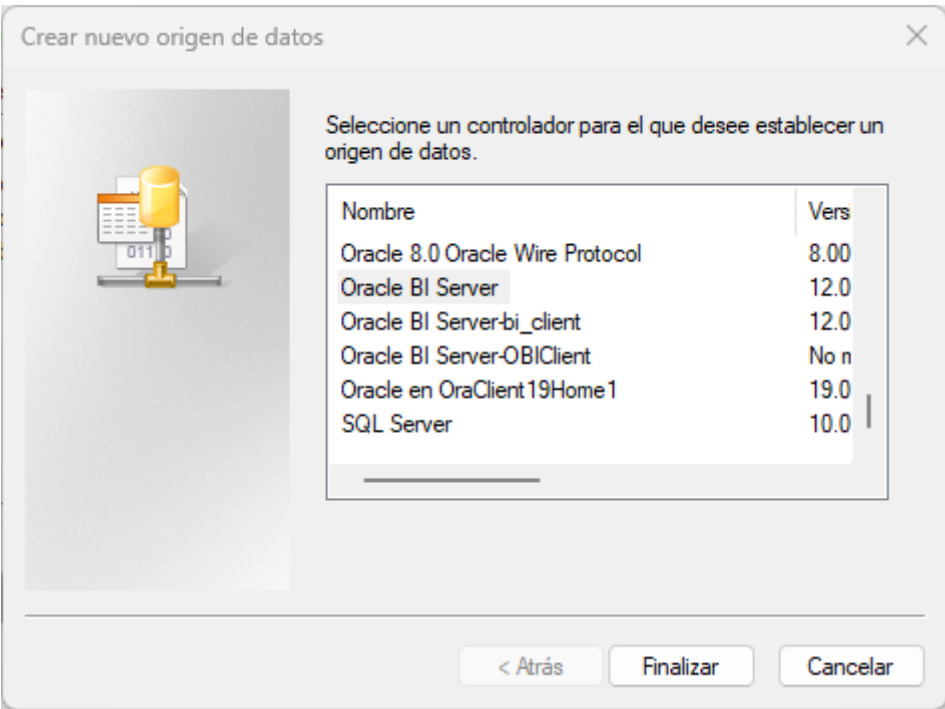 Crear nuevo origen de datos
Seleccione un controlador para el que desee establecer un
origen de datos.
Nombre Vers
Oracle 8.0 Oracle Wire Protocol 8.00
Oracle BI Server 12.0
Oracle BI Server-bi_client 12.0
Oracle BI Server-OBIClient No n
Oracle en OraClient19Home1 19.0
SQL Server 10.0
< Atrás Finalizar Cancelar